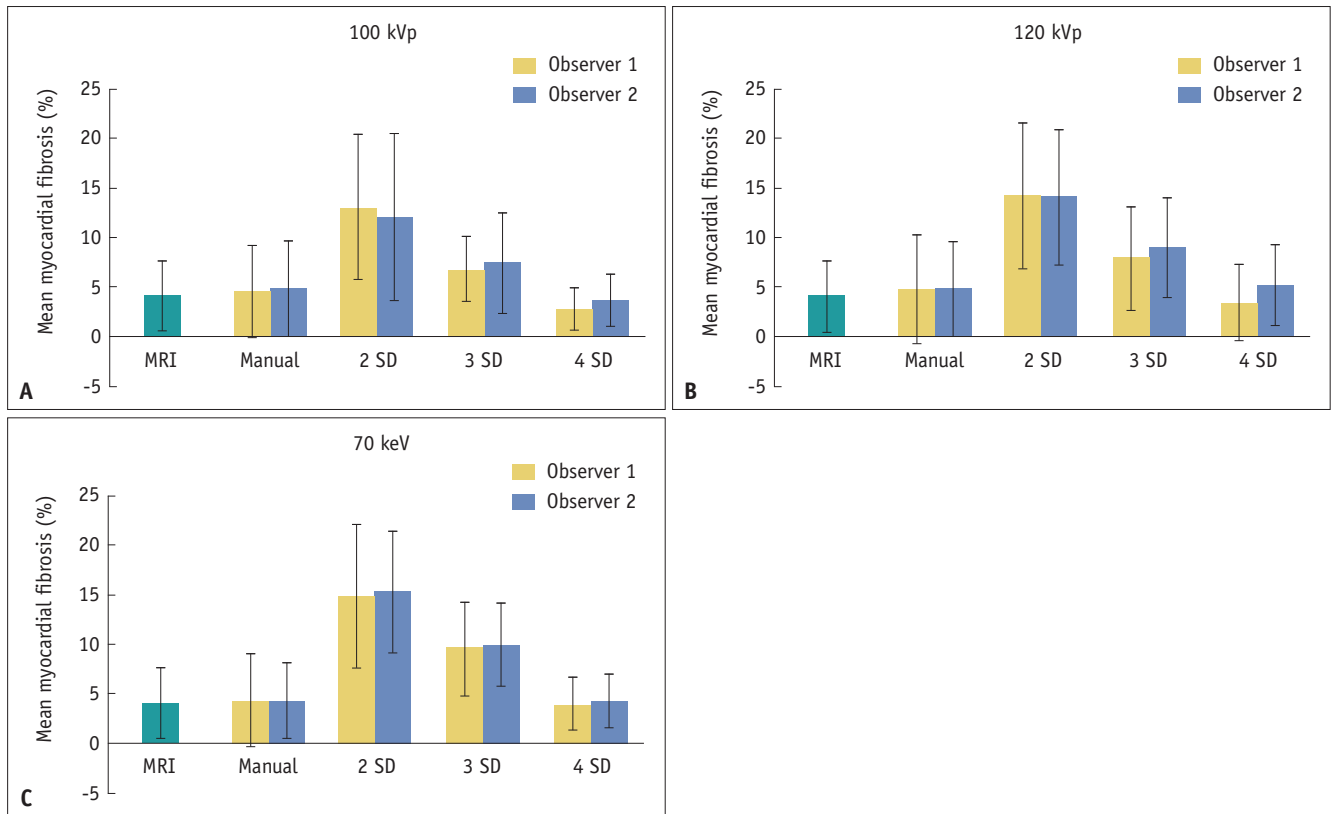 100 kVp
Observer 1
Observer 2
Mean myocardial fibrosis (%)
25
20
15
10
5
0
-5
MRI Manual 2 SD 3 SD 4 SD
A
120 kVp
Observer 1
Observer 2
Mean myocardial fibrosis (%)
25
20
15
10
5
0
-5
MRI Manual 2 SD 3 SD 4 SD
B
70 keV
Observer 1
Observer 2
Mean myocardial fibrosis (%)
25
20
15
10
5
0
-5
MRI Manual 2 SD 3 SD 4 SD
C